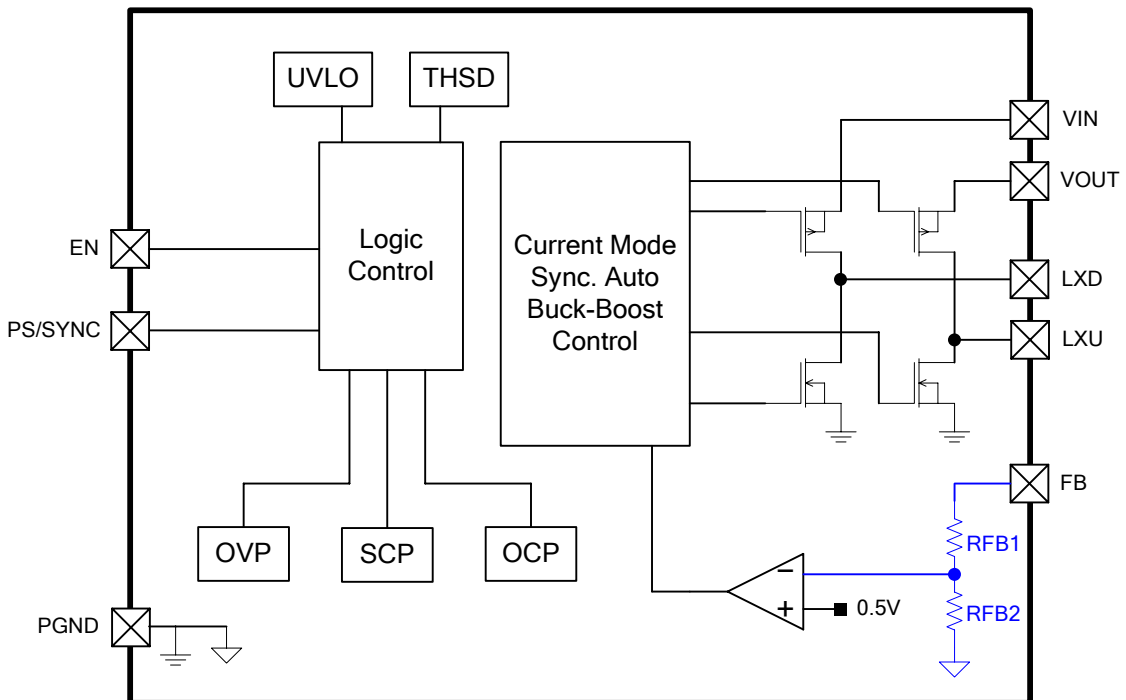 UVLO
THSD
VIN
VOUT
EN
Logic
Control
Current Mode
Sync. Auto
Buck-Boost
Control
LXD
PS/SYNC
LXU
FB
OVP
SCP
OCP
RFB1
−
+
0.5V
RFB2
PGND